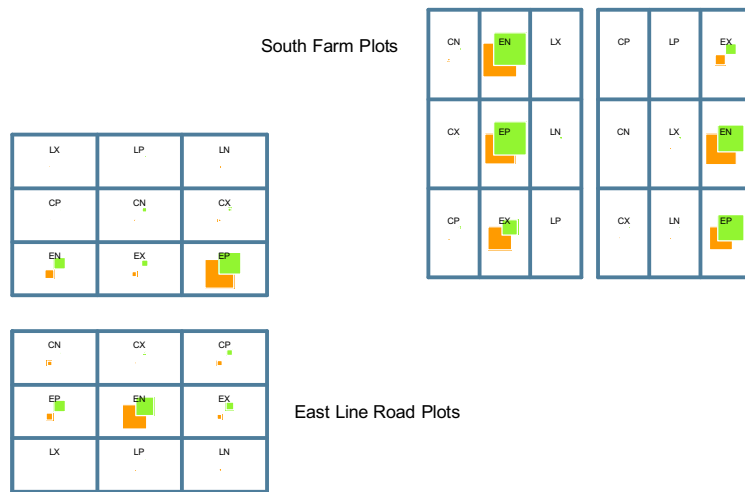 South Farm Plots
CN EN LX
CX EP LN
CP EX LP
CP LP EX
CN LX EN
CX LN EP
LX LP LN
CP CN CX
EN EX EP
CN CX CP
EP EN EX
LX LP LN
East Line Road Plots